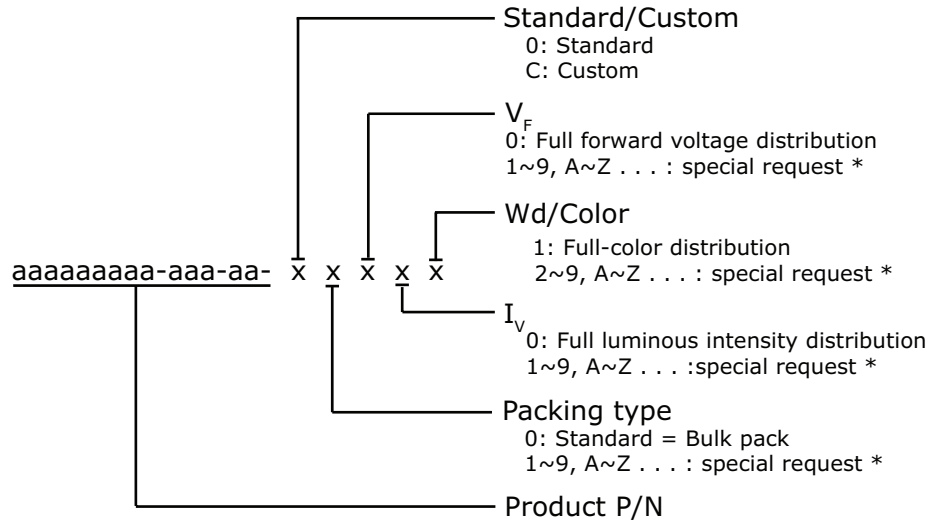 Standard/Custom
0: Standard
C: Custom
VF
0: Full forward voltage distribution
1~9, A~Z . . . : special request *
Wd/Color
1: Full-color distribution
2~9, A~Z . . . : special request *
aaaaaaaaa-aaa-aa- x x x x x
IV
0: Full luminous intensity distribution
1~9, A~Z . . . :special request *
Packing type
0: Standard = Bulk pack
1~9, A~Z . . . : special request *
Product P/N